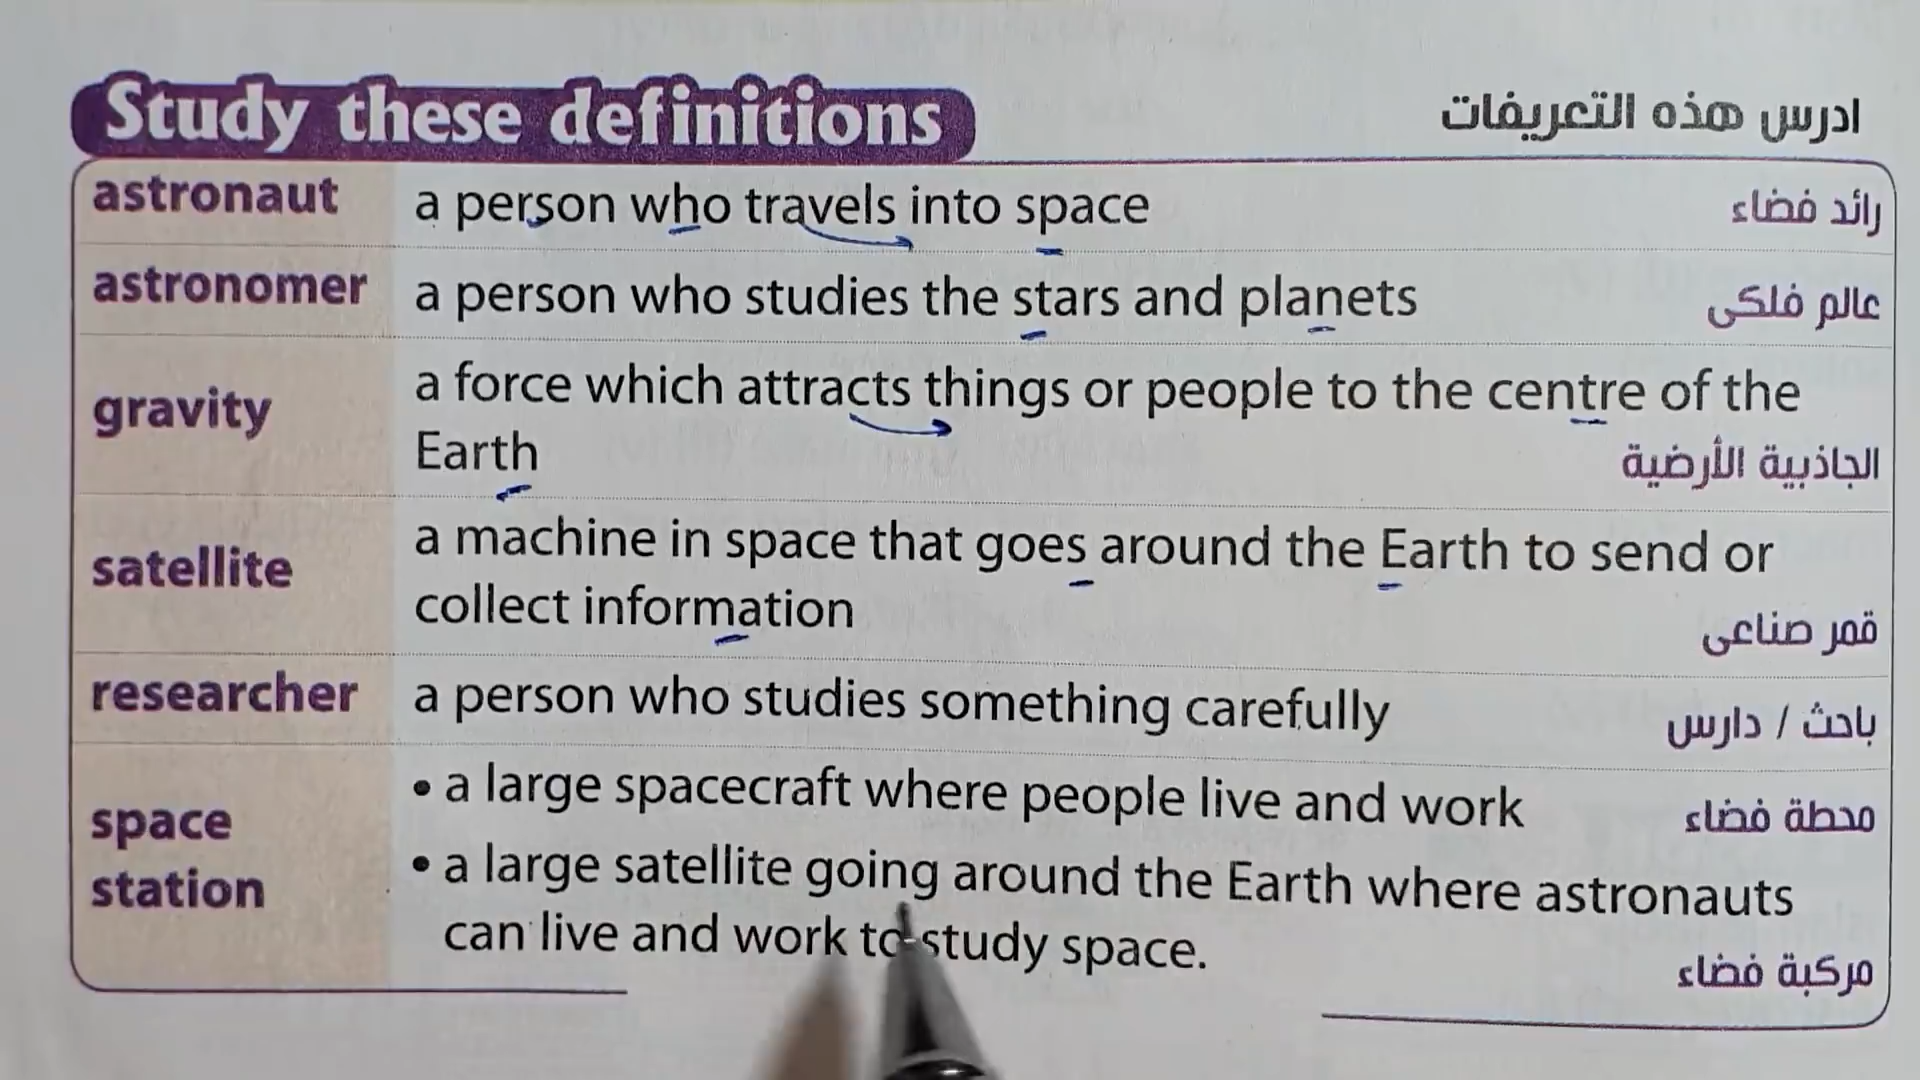 Study these definitions
ادرس هذه التعريفات
astronaut
a person who travels into space
رائد فضاء
astronomer
a person who studies the stars and planets
عالم فلكى
gravity
a force which attracts things or people to the centre of the
Earth
الجاذبية الأرضية
satellite
a machine in space that goes around the Earth to send or
collect information
قمر صناعى
researcher
a person who studies something carefully
باحث / دارس
space
station
• a large spacecraft where people live and work
محطة فضاء
• a large satellite going around the Earth where astronauts
can live and work to study space.
مركبة فضاء